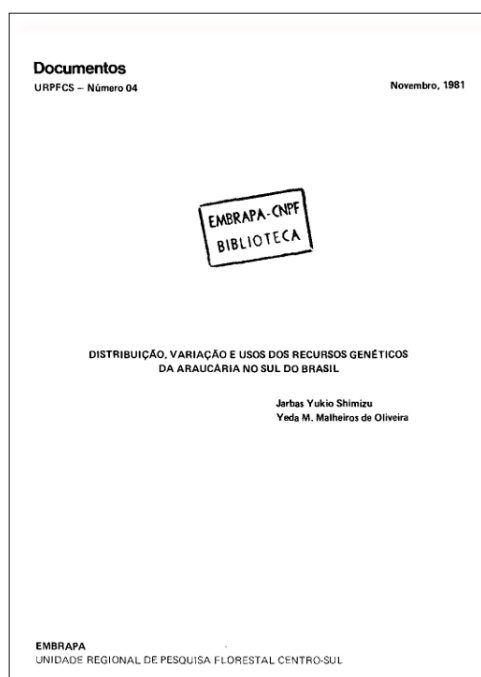 Documentos
URPFCS – Número 04
Novembro, 1981
EMBRAPA-CNPF
BIBLIOTECA
DISTRIBUIÇÃO, VARIAÇÃO E USOS DOS RECURSOS GENÉTICOS
DA ARAUCÁRIA NO SUL DO BRASIL
Jarbas Yukio Shimizu
Yeda M. Malheiros de Oliveira
EMBRAPA
UNIDADE REGIONAL DE PESQUISA FLORESTAL CENTRO-SUL